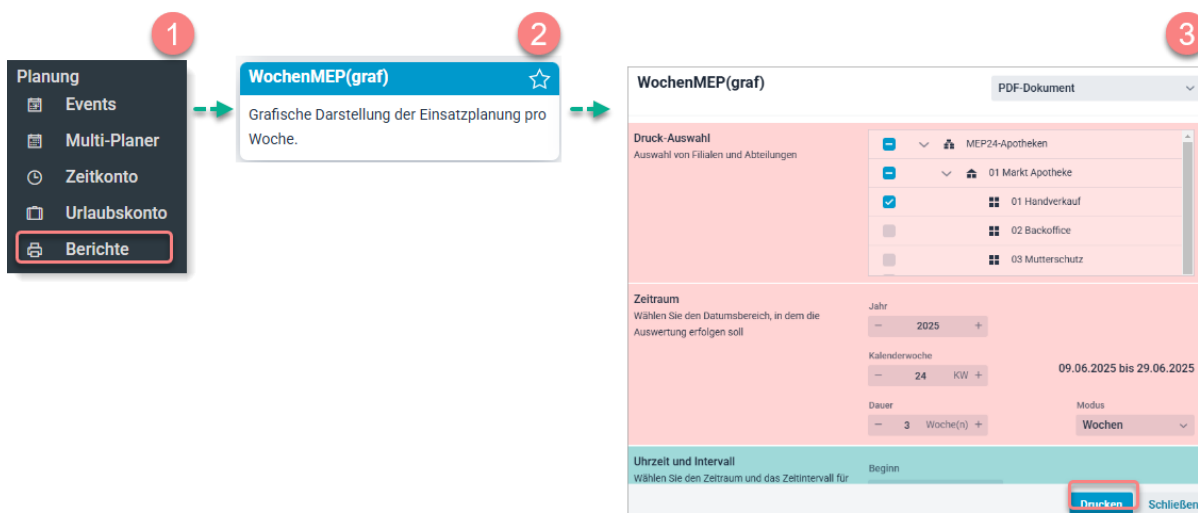 1
Planung
Events
Multi-Planer
Zeitkonto
Urlaubskonto
Berichte
2
WochenMEP(graf)
Grafische Darstellung der Einsatzplanung pro
Woche.
3
WochenMEP(graf)
PDF-Dokument
Druck-Auswahl
Auswahl von Filialen und Abteilungen
MEP24-Apotheken
01 Markt Apotheke
01 Handverkauf
02 Backoffice
03 Mutterschutz
Zeitraum
Wählen Sie den Datumsbereich, in dem die
Auswertung erfolgen soll
Jahr
− 2025 +
Kalenderwoche
− 24 KW +
09.06.2025 bis 29.06.2025
Dauer
− 3 Woche(n) +
Modus
Wochen
Uhrzeit und Intervall
Wählen Sie den Zeitraum und das Zeitintervall für
Beginn
Drucken
Schließen